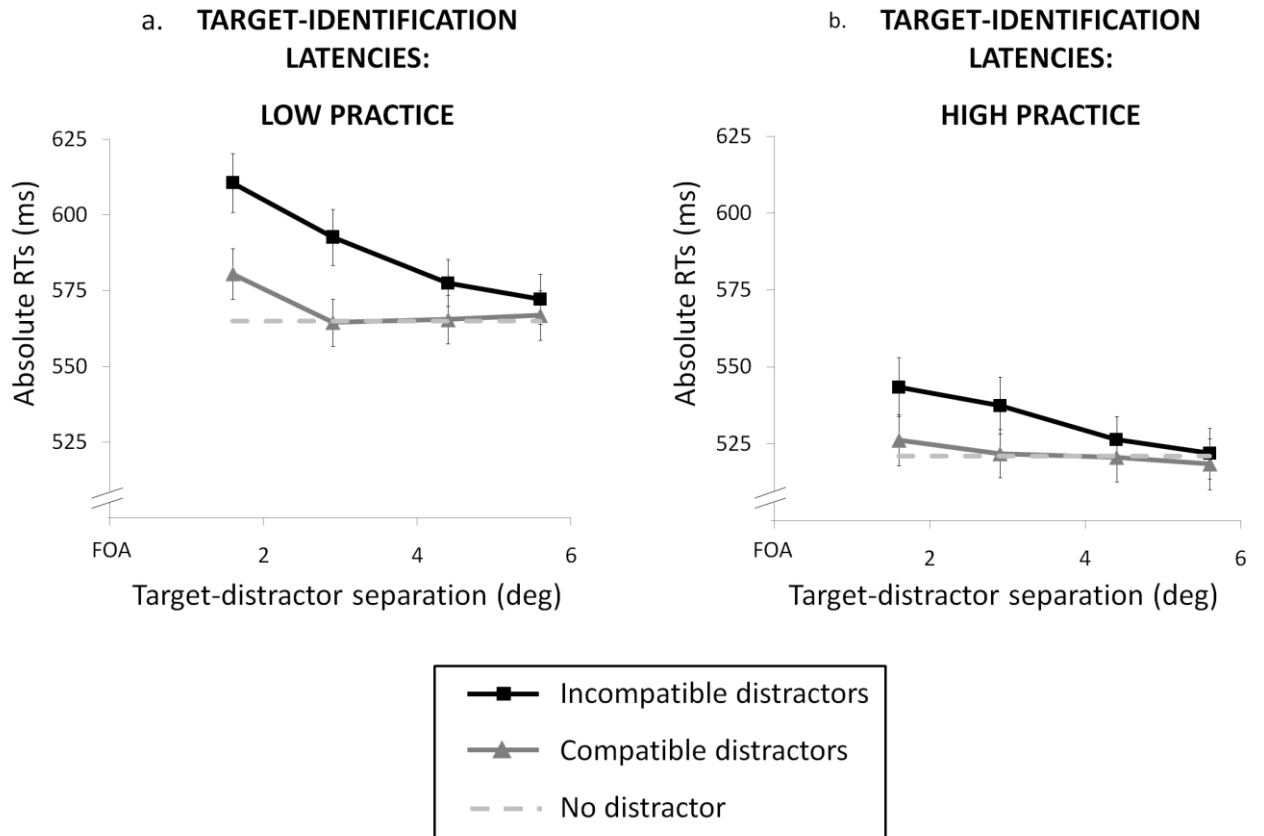 a. TARGET-IDENTIFICATION
LATENCIES:
LOW PRACTICE
Absolute RTs (ms)
625
600
575
550
525
FOA
2
4
6
Target-distractor separation (deg)
b. TARGET-IDENTIFICATION
LATENCIES:
HIGH PRACTICE
Absolute RTs (ms)
625
600
575
550
525
FOA
2
4
6
Target-distractor separation (deg)
Incompatible distractors
Compatible distractors
No distractor